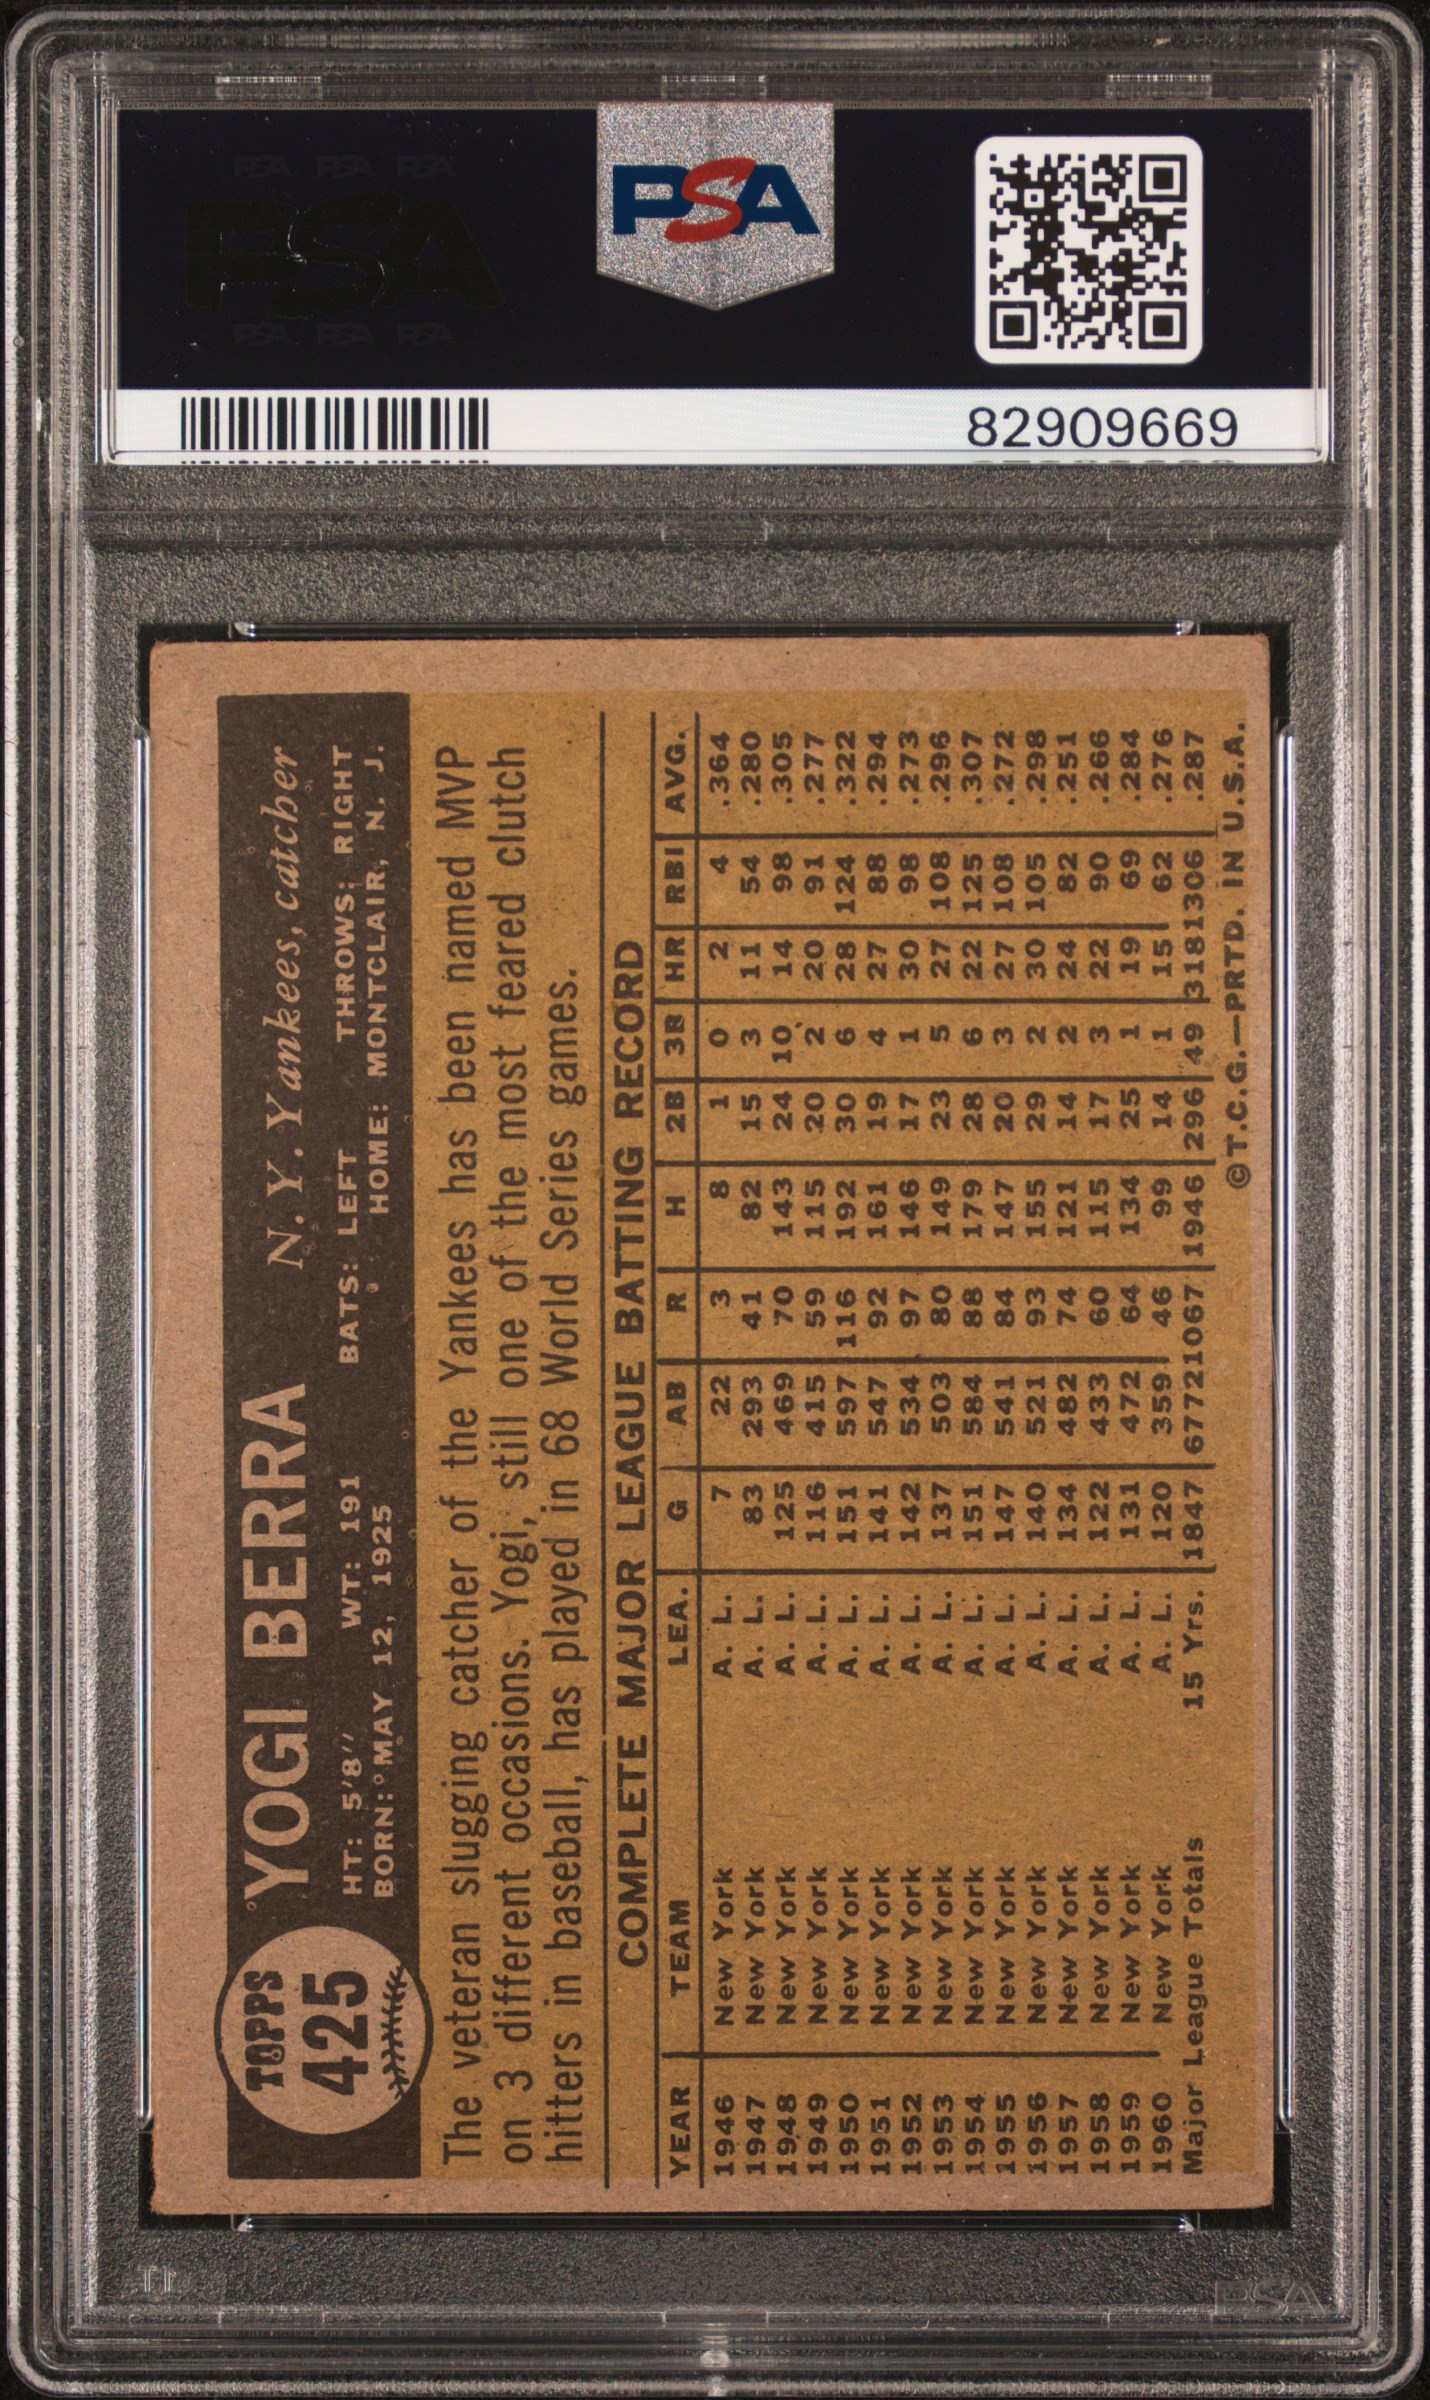 PSA PSA PSA
PSA
PSA PSA PSA
PSA
82909669
TOPPS
425
YOGI BERRA N. Y. Yankees, catcher
HT: 5'8" WT: 191 BATS: LEFT THROWS: RIGHT
BORN: MAY 12, 1925 HOME: MONTCLAIR, N. J.
The veteran slugging catcher of the Yankees has been named MVP
on 3 different occasions. Yogi, still one of the most feared clutch
hitters in baseball, has played in 68 World Series games.
COMPLETE MAJOR LEAGUE BATTING RECORD
YEAR TEAM LEA. G AB R H 2B 3B HR RBI AVG.
1946 New York A. L. 7 22 3 8 1 0 2 4 .364
1947 New York A. L. 83 293 41 82 15 3 11 54 .280
1948 New York A. L. 125 469 70 143 24 10 14 98 .305
1949 New York A. L. 116 415 59 115 20 2 20 91 .277
1950 New York A. L. 151 597 116 192 30 6 28 124 .322
1951 New York A. L. 141 547 92 161 19 4 27 88 .294
1952 New York A. L. 142 534 97 146 17 1 30 98 .273
1953 New York A. L. 137 503 80 149 23 5 27 108 .296
1954 New York A. L. 151 584 88 179 28 6 22 125 .307
1955 New York A. L. 147 541 84 147 20 3 27 108 .272
1956 New York A. L. 140 521 93 155 29 2 30 105 .298
1957 New York A. L. 134 482 74 121 14 2 24 82 .251
1958 New York A. L. 122 433 60 115 17 3 22 90 .266
1959 New York A. L. 131 472 64 134 25 1 19 69 .284
1960 New York A. L. 120 359 46 99 14 1 15 62 .276
Major League Totals 15 Yrs. 1847 6772 1067 1946 296 49 318 1306 .287
©T.C.G.—PRTD. IN U.S.A.
PSA